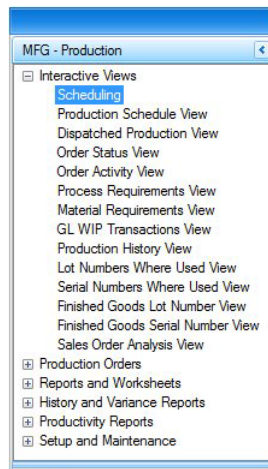 MFG - Production
Interactive Views
Scheduling
Production Schedule View
Dispatched Production View
Order Status View
Order Activity View
Process Requirements View
Material Requirements View
GL WIP Transactions View
Production History View
Lot Numbers Where Used View
Serial Numbers Where Used View
Finished Goods Lot Number View
Finished Goods Serial Number View
Sales Order Analysis View
Production Orders
Reports and Worksheets
History and Variance Reports
Productivity Reports
Setup and Maintenance